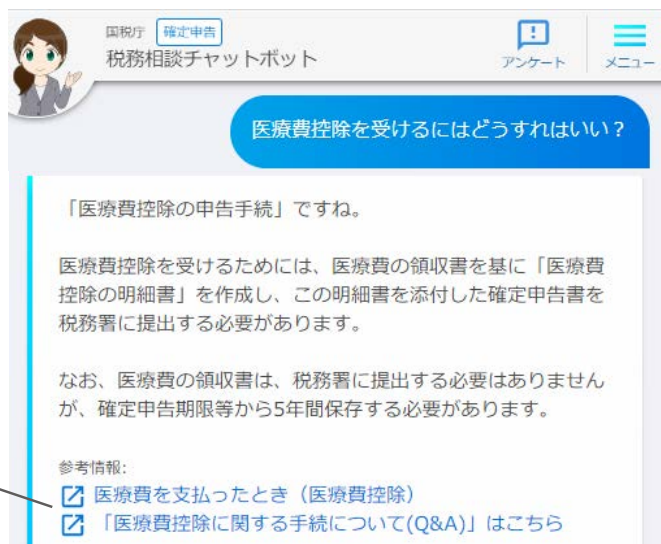 国税庁 確定申告
税務相談チャットボット
アンケート
メニュー
医療費控除を受けるにはどうすれはいい？
「医療費控除の申告手続」ですね。
医療費控除を受けるためには、医療費の領収書を基に「医療費
控除の明細書」を作成し、この明細書を添付した確定申告書を
税務署に提出する必要があります。
なお、医療費の領収書は、税務署に提出する必要はありません
が、確定申告期限等から5年間保存する必要があります。
参考情報:
医療費を支払ったとき（医療費控除）
「医療費控除に関する手続について(Q&A)」はこちら